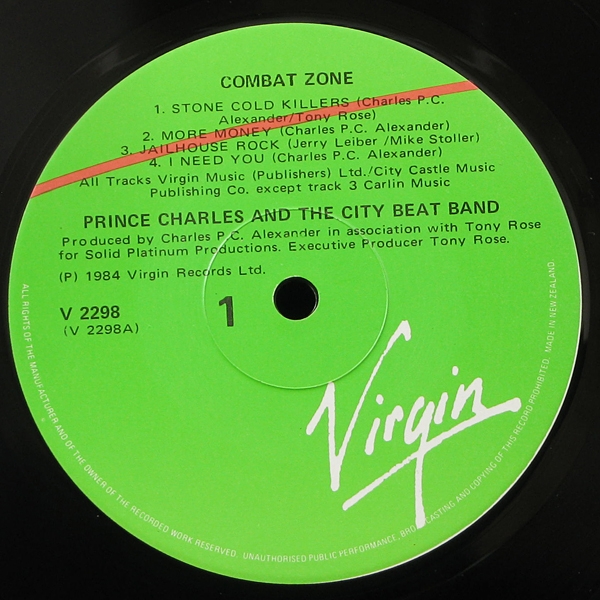 COMBAT ZONE
1. STONE COLD KILLERS (Charles P.C.
Alexander/Tony Rose)
2. MORE MONEY (Charles P.C. Alexander)
3. JAILHOUSE ROCK (Jerry Leiber /Mike Stoller)
4. I NEED YOU (Charles P.C. Alexander)
All Tracks Virgin Music (Publishers) Ltd./City Castle Music
Publishing Co. except track 3 Carlin Music
PRINCE CHARLES AND THE CITY BEAT BAND
Produced by Charles P.C. Alexander in association with Tony Rose
for Solid Platinum Productions. Executive Producer Tony Rose.
(P) 1984 Virgin Records Ltd.
V 2298
(V 2298A)
1
Virgin
ALL RIGHTS OF THE MANUFACTURER AND OF THE OWNER OF THE RECORDED WORK RESERVED UNAUTHORISED PUBLIC PERFORMANCE, BROADCASTING AND COPYING OF THIS RECORD PROHIBITED. MADE IN NEW ZEALAND.